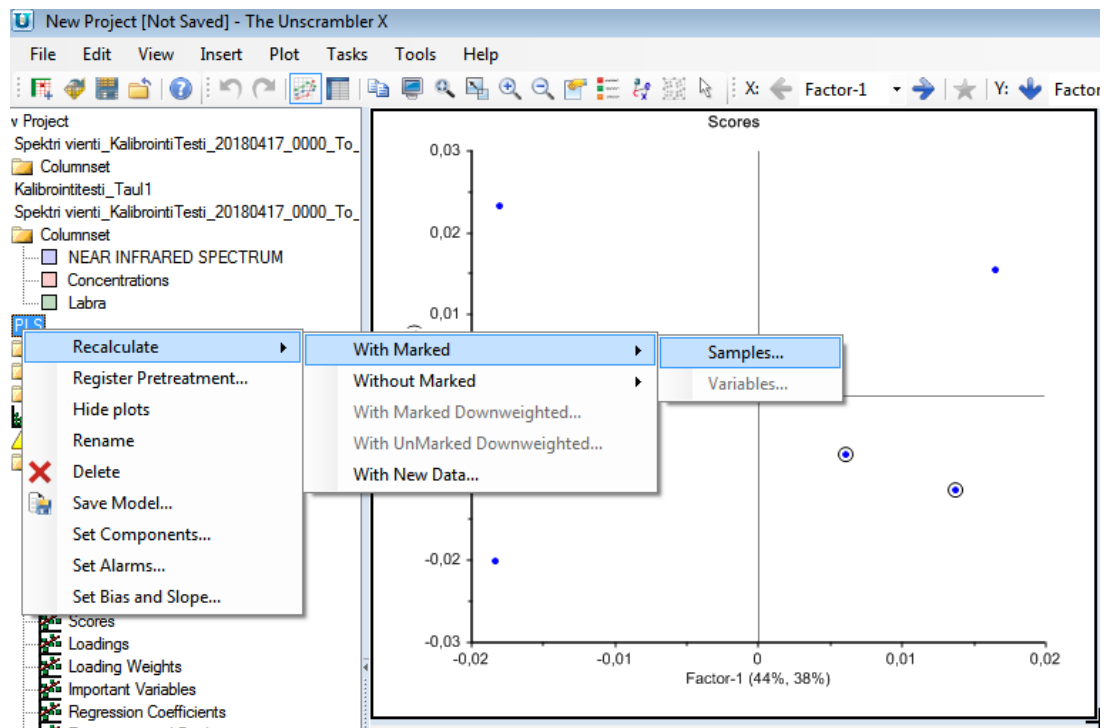 New Project [Not Saved] - The Unscrambler X
File Edit View Insert Plot Tasks Tools Help
X: Factor-1 Y: Factor
v Project
Spektri vienti_KalibrointiTesti_20180417_0000_To_
Columnset
Kalibrointitesti_Taul1
Spektri vienti_KalibrointiTesti_20180417_0000_To_
Columnset
NEAR INFRARED SPECTRUM
Concentrations
Labra
PLS
Recalculate
Register Pretreatment...
Hide plots
Rename
Delete
Save Model...
Set Components...
Set Alarms...
Set Bias and Slope...
With Marked
Without Marked
With Marked Downweighted...
With UnMarked Downweighted...
With New Data...
Samples...
Variables...
Scores
Loadings
Loading Weights
Important Variables
Regression Coefficients
Scores
0,03
0,02
0,01
-0,02
-0,03
-0,02 -0,01 0 0,01 0,02
Factor-1 (44%, 38%)